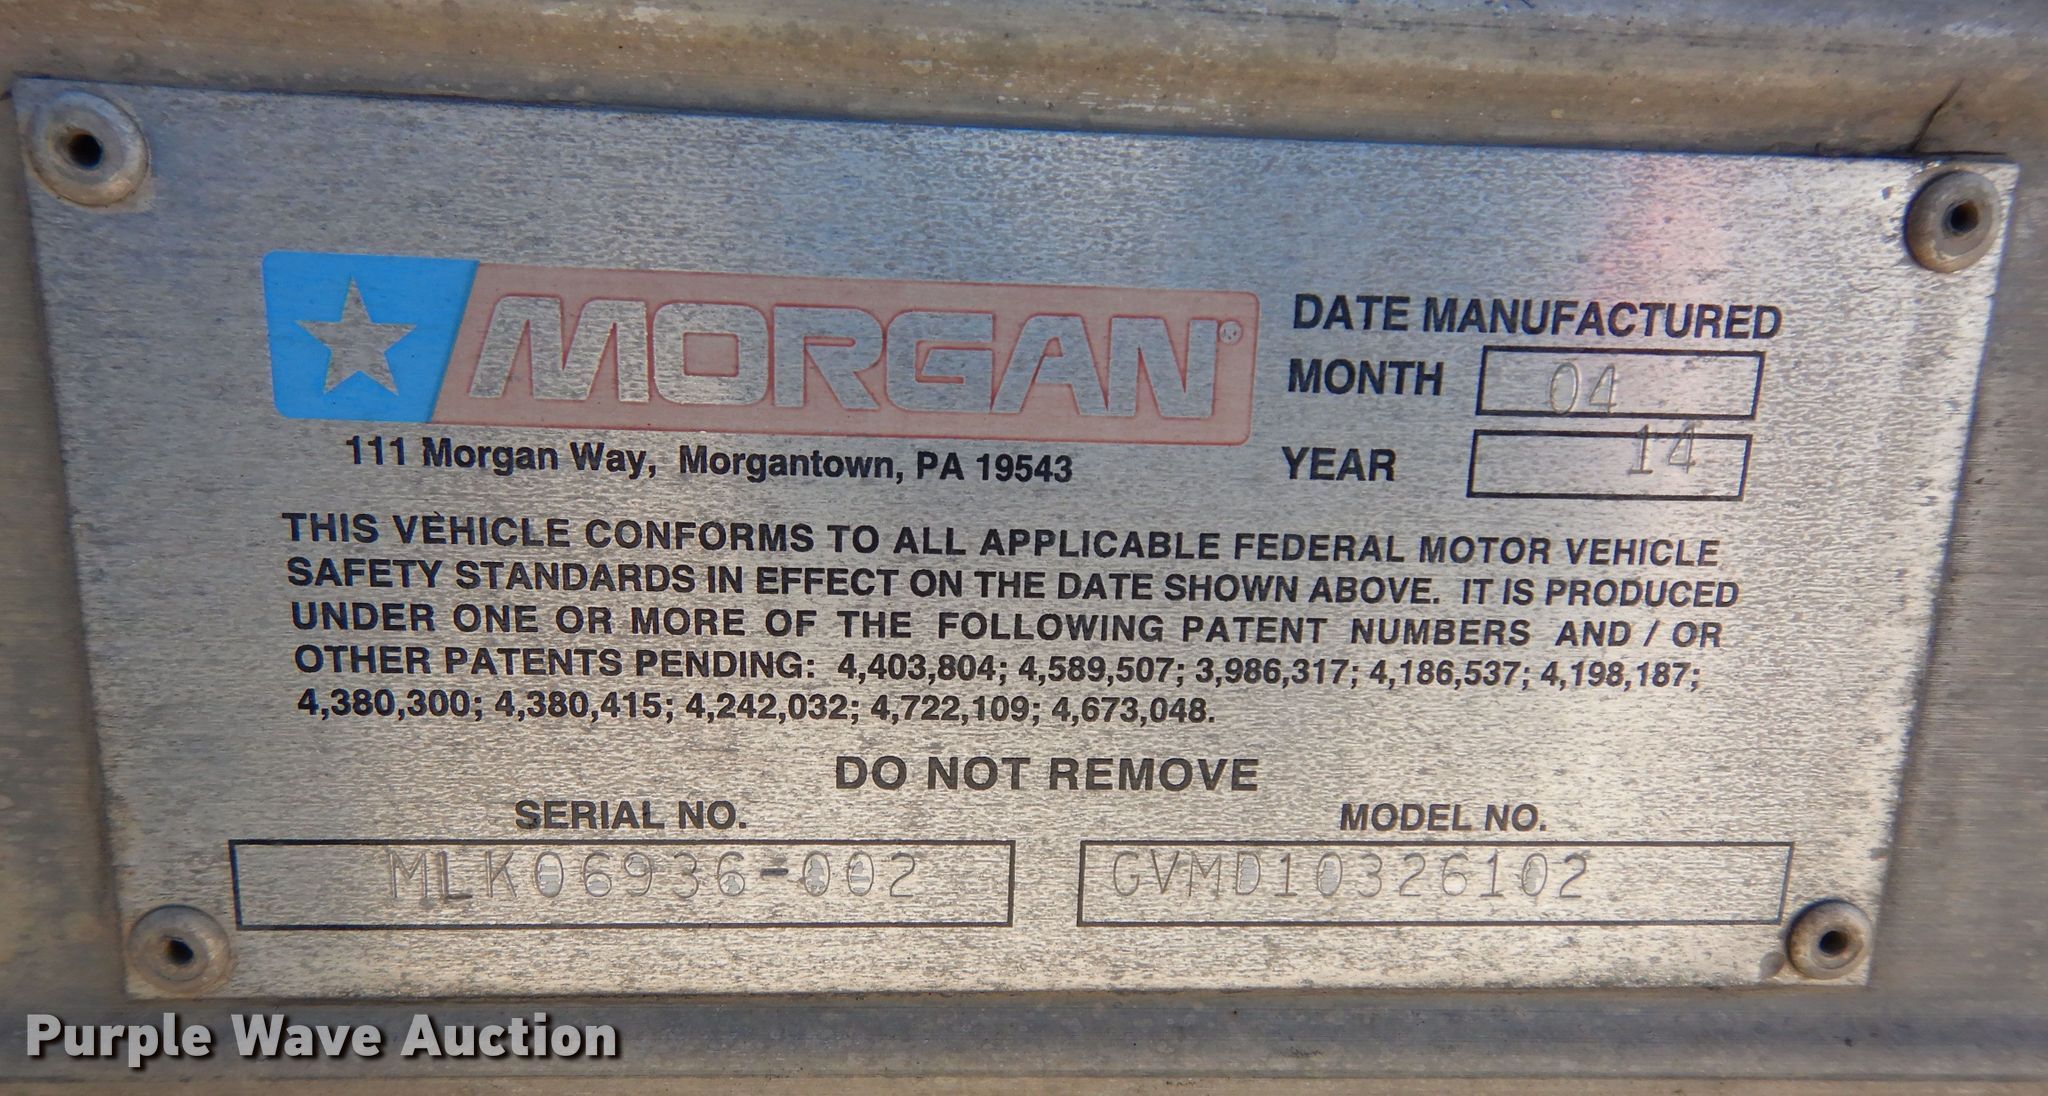 MORGAN®
111 Morgan Way, Morgantown, PA 19543
DATE MANUFACTURED
MONTH 04
YEAR 14
THIS VEHICLE CONFORMS TO ALL APPLICABLE FEDERAL MOTOR VEHICLE
SAFETY STANDARDS IN EFFECT ON THE DATE SHOWN ABOVE. IT IS PRODUCED
UNDER ONE OR MORE OF THE FOLLOWING PATENT NUMBERS AND / OR
OTHER PATENTS PENDING: 4,403,804; 4,589,507; 3,986,317; 4,186,537; 4,198,187;
4,380,300; 4,380,415; 4,242,032; 4,722,109; 4,673,048.
DO NOT REMOVE
SERIAL NO. MODEL NO.
MLK06936-002 GVMD10326102
Purple Wave Auction